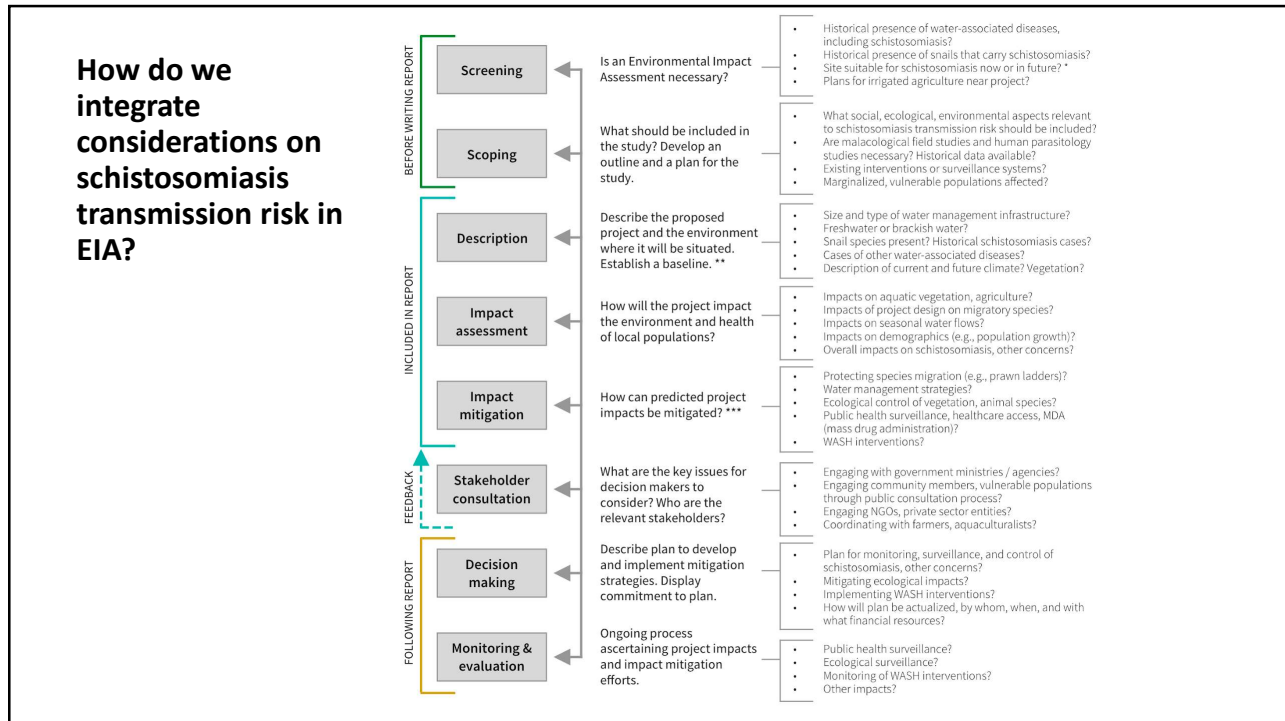 How do we
integrate
considerations on
schistosomiasis
transmission risk in
EIA?
BEFORE WRITING REPORT
Screening
Is an Environmental Impact
Assessment necessary?
• Historical presence of water-associated diseases,
including schistosomiasis?
• Historical presence of snails that carry schistosomiasis?
• Site suitable for schistosomiasis now or in future? *
• Plans for irrigated agriculture near project?
Scoping
What should be included in
the study? Develop an
outline and a plan for the
study.
• What social, ecological, environmental aspects relevant
to schistosomiasis transmission risk should be included?
• Are malacological field studies and human parasitology
studies necessary? Historical data available?
• Existing interventions or surveillance systems?
• Marginalized, vulnerable populations affected?
INCLUDED IN REPORT
Description
Describe the proposed
project and the environment
where it will be situated.
Establish a baseline. **
• Size and type of water management infrastructure?
• Freshwater or brackish water?
• Snail species present? Historical schistosomiasis cases?
• Cases of other water-associated diseases?
• Description of current and future climate? Vegetation?
Impact
assessment
How will the project impact
the environment and health
of local populations?
• Impacts on aquatic vegetation, agriculture?
• Impacts of project design on migratory species?
• Impacts on seasonal water flows?
• Impacts on demographics (e.g., population growth)?
• Overall impacts on schistosomiasis, other concerns?
Impact
mitigation
How can predicted project
impacts be mitigated? ***
• Protecting species migration (e.g., prawn ladders)?
• Water management strategies?
• Ecological control of vegetation, animal species?
• Public health surveillance, healthcare access, MDA
(mass drug administration)?
• WASH interventions?
FEEDBACK
Stakeholder
consultation
What are the key issues for
decision makers to
consider? Who are the
relevant stakeholders?
• Engaging with government ministries / agencies?
• Engaging community members, vulnerable populations
through public consultation process?
• Engaging NGOs, private sector entities?
• Coordinating with farmers, aquaculturalists?
FOLLOWING REPORT
Decision
making
Describe plan to develop
and implement mitigation
strategies. Display
commitment to plan.
• Plan for monitoring, surveillance, and control of
schistosomiasis, other concerns?
• Mitigating ecological impacts?
• Implementing WASH interventions?
• How will plan be actualized, by whom, when, and with
what financial resources?
Monitoring &
evaluation
Ongoing process
ascertaining project impacts
and impact mitigation
efforts.
• Public health surveillance?
• Ecological surveillance?
• Monitoring of WASH interventions?
• Other impacts?